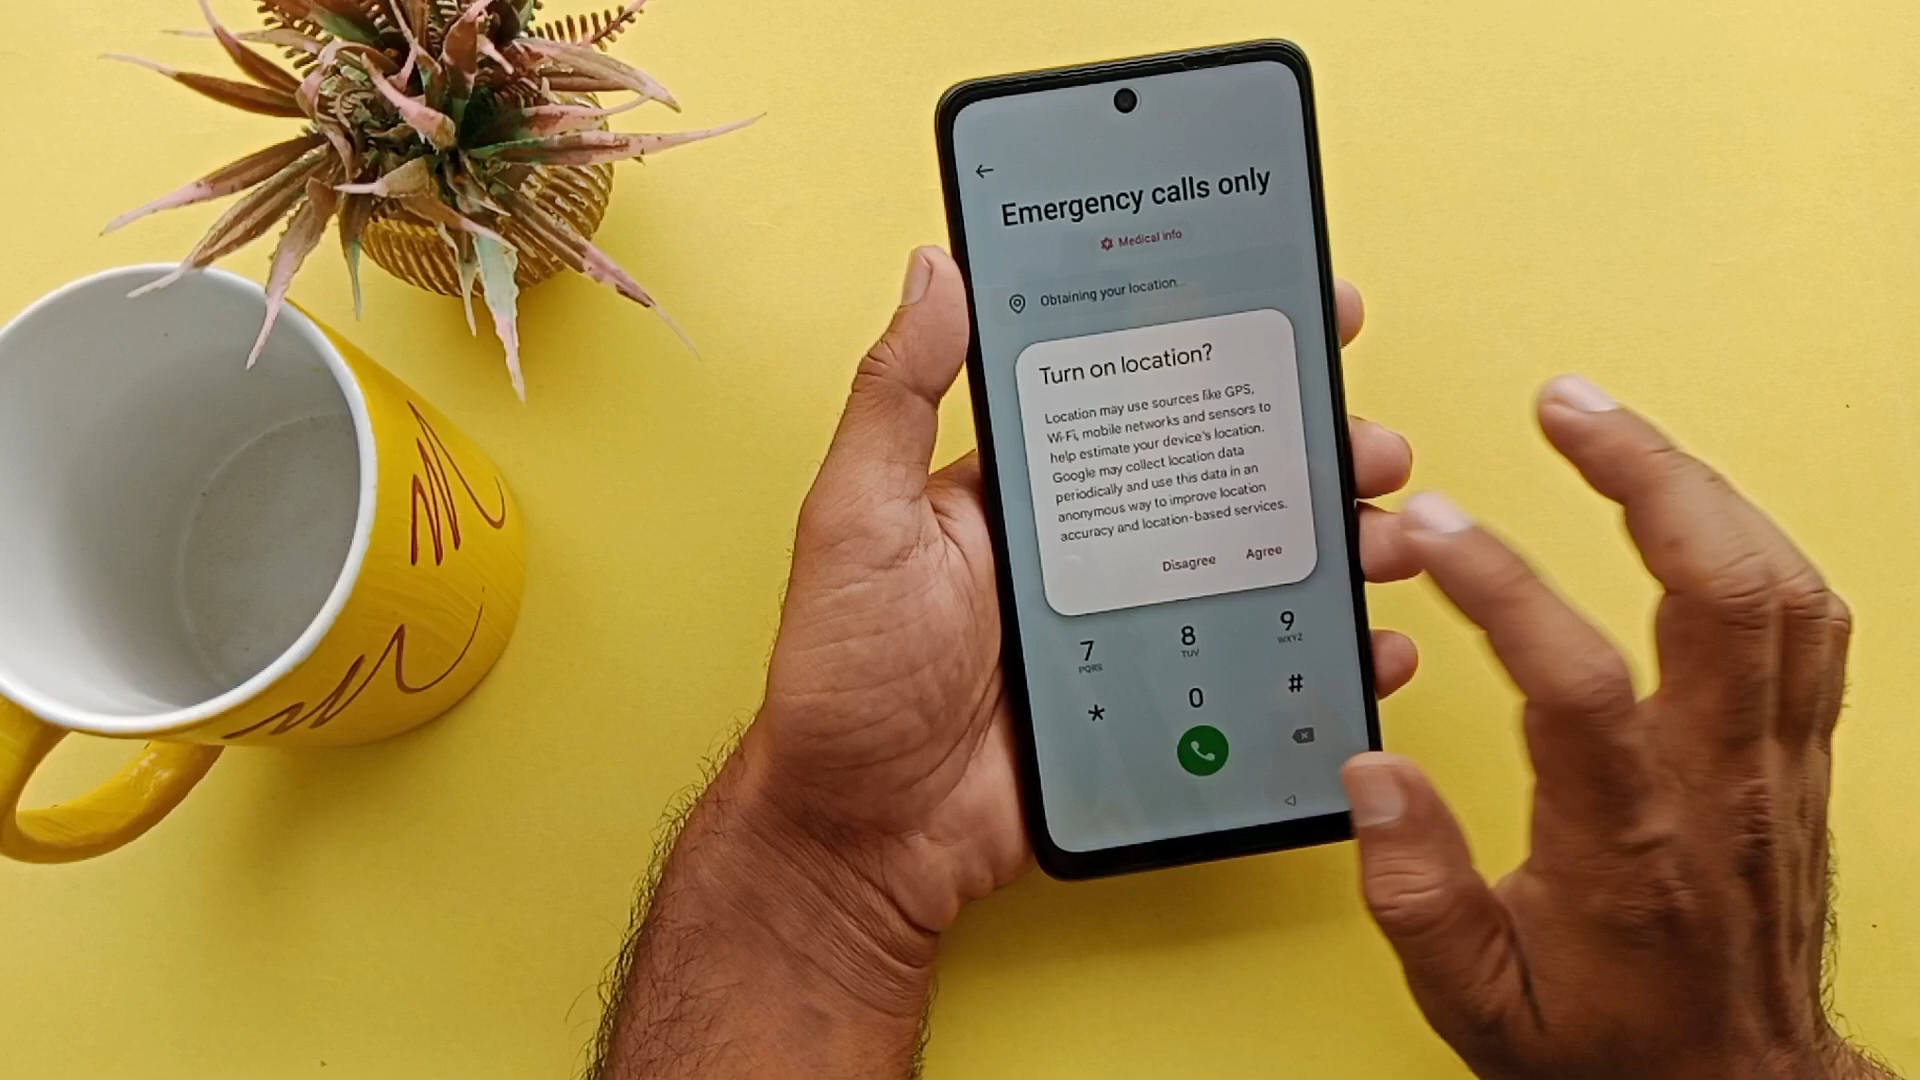 Emergency calls only
Medical info
Obtaining your location...
Turn on location?
Location may use sources like GPS,
Wi-Fi, mobile networks and sensors to
help estimate your device's location.
Google may collect location data
periodically and use this data in an
anonymous way to improve location
accuracy and location-based services.
Disagree Agree
7 8 9
PQRS TUV WXYZ
* 0 #